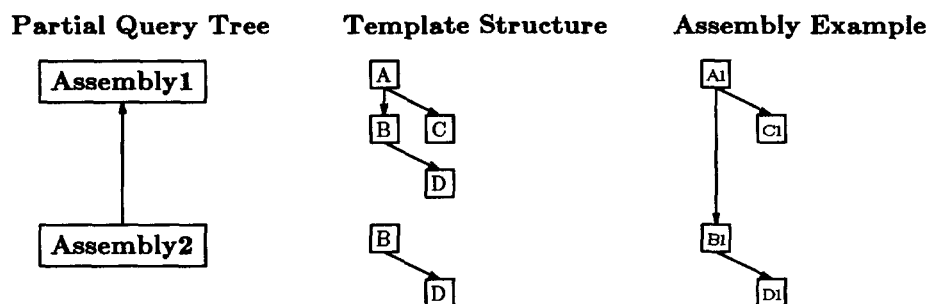 Partial Query Tree Template Structure Assembly Example
Assembly1 A A1
B C C1
D
Assembly2 B B1
D D1